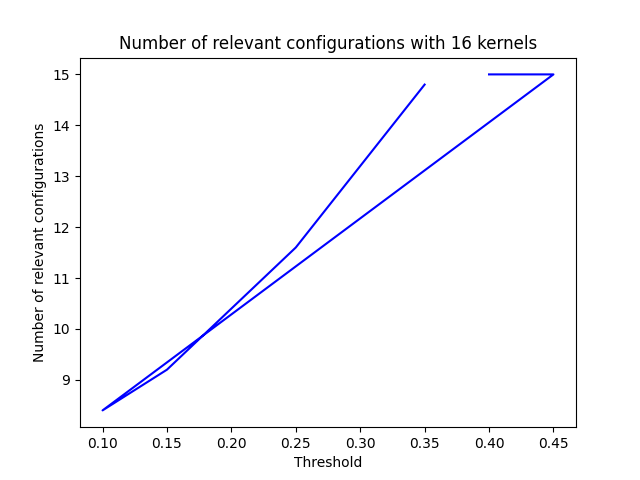 Number of relevant configurations with 16 kernels
15
14
13
12
11
10
9
Number of relevant configurations
0.10 0.15 0.20 0.25 0.30 0.35 0.40 0.45
Threshold